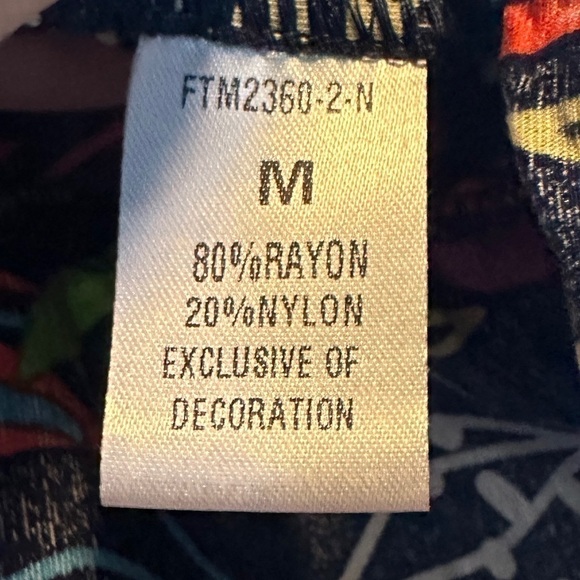 FTM2360-2-N
M
80%RAYON
20%NYLON
EXCLUSIVE OF
DECORATION